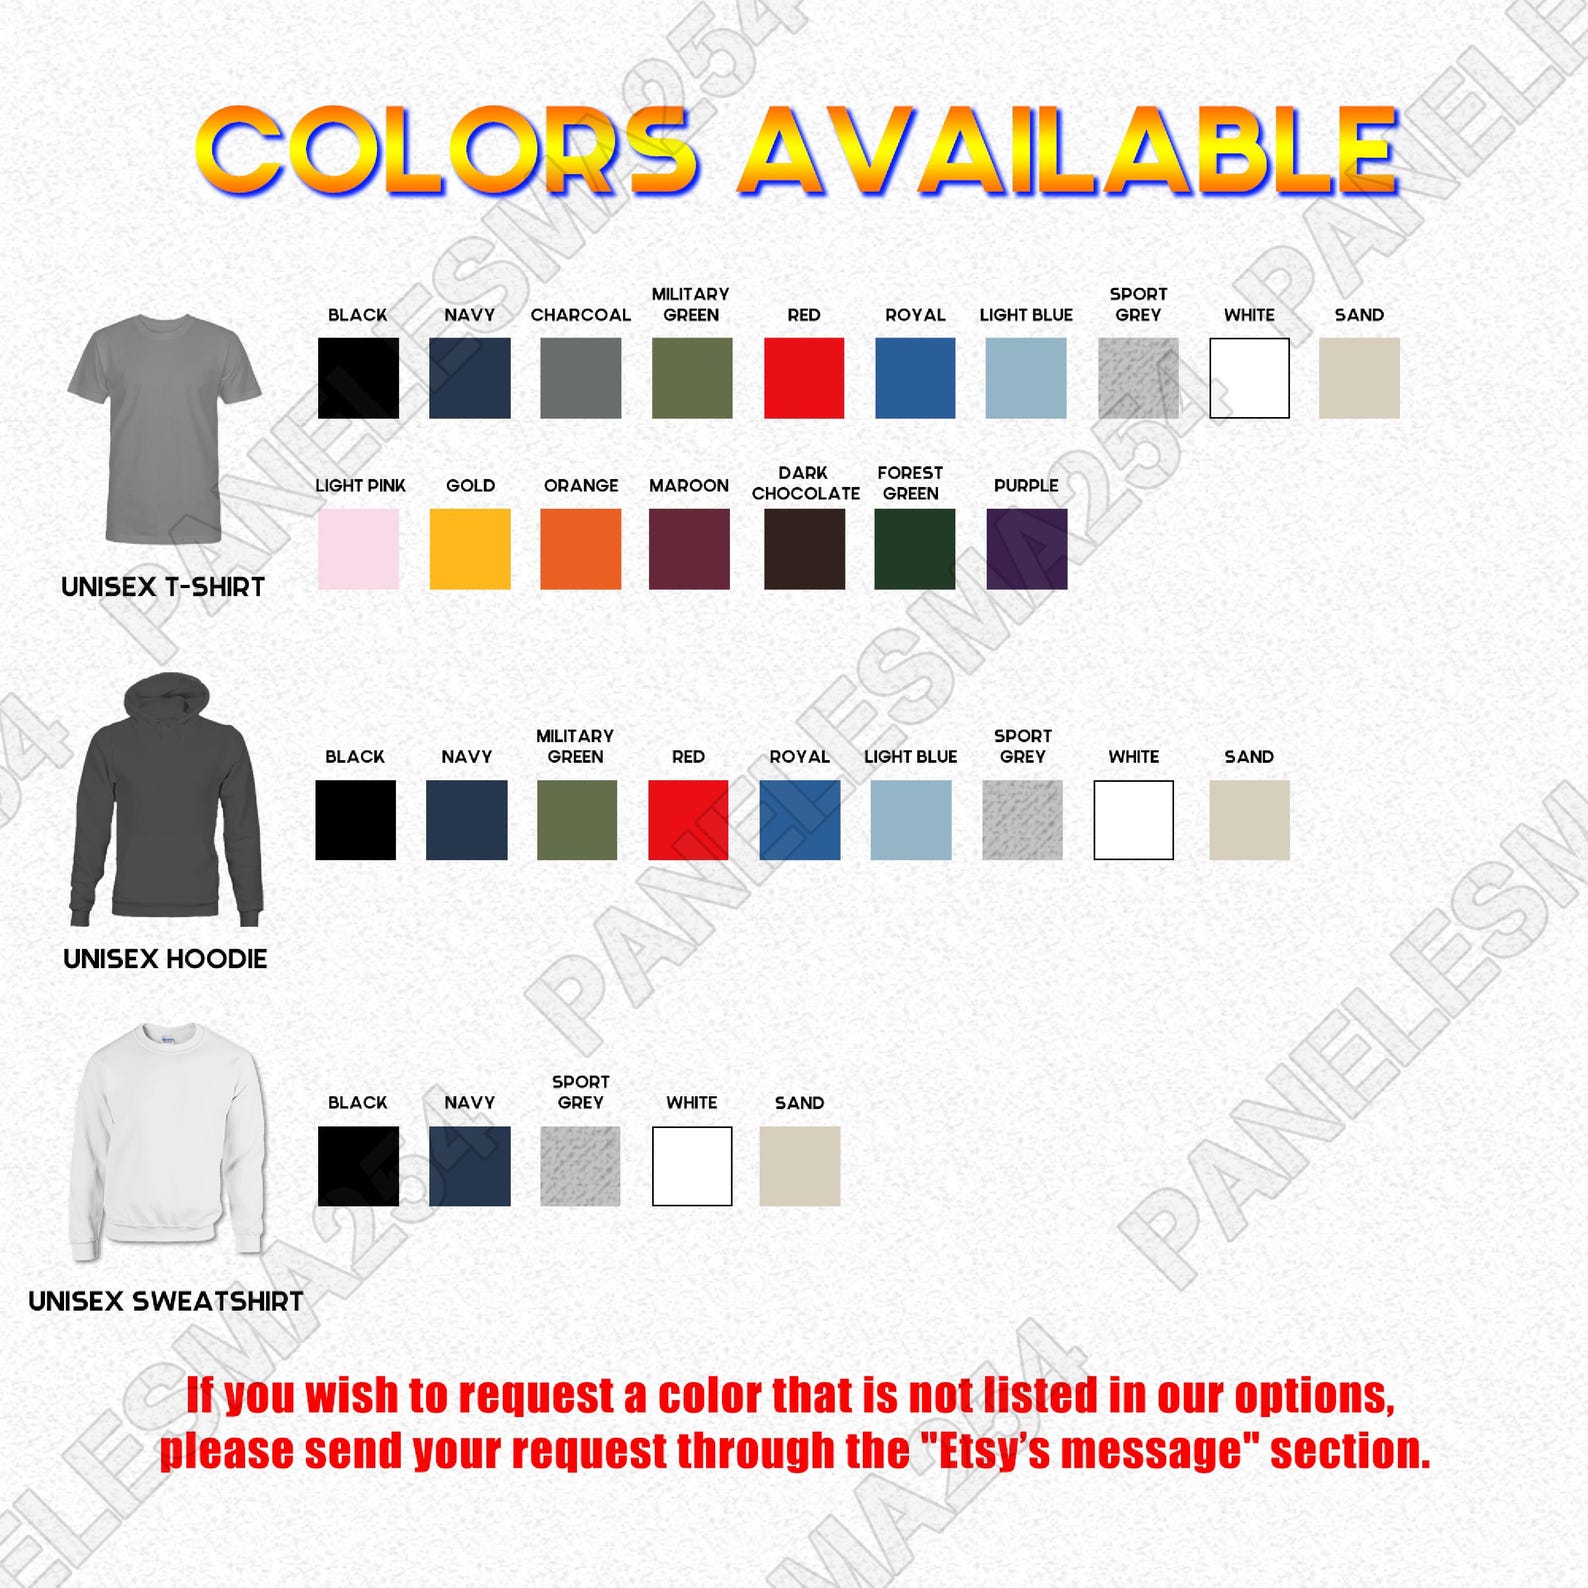 COLORS AVAILABLE
BLACK NAVY CHARCOAL MILITARY GREEN RED ROYAL LIGHT BLUE SPORT GREY WHITE SAND
LIGHT PINK GOLD ORANGE MAROON DARK CHOCOLATE FOREST GREEN PURPLE
UNISEX T-SHIRT
BLACK NAVY MILITARY GREEN RED ROYAL LIGHT BLUE SPORT GREY WHITE SAND
UNISEX HOODIE
BLACK NAVY SPORT GREY WHITE SAND
UNISEX SWEATSHIRT
If you wish to request a color that is not listed in our options,
please send your request through the "Etsy's message" section.
PANELESMA254
PANELESMA254
PANELESMA254